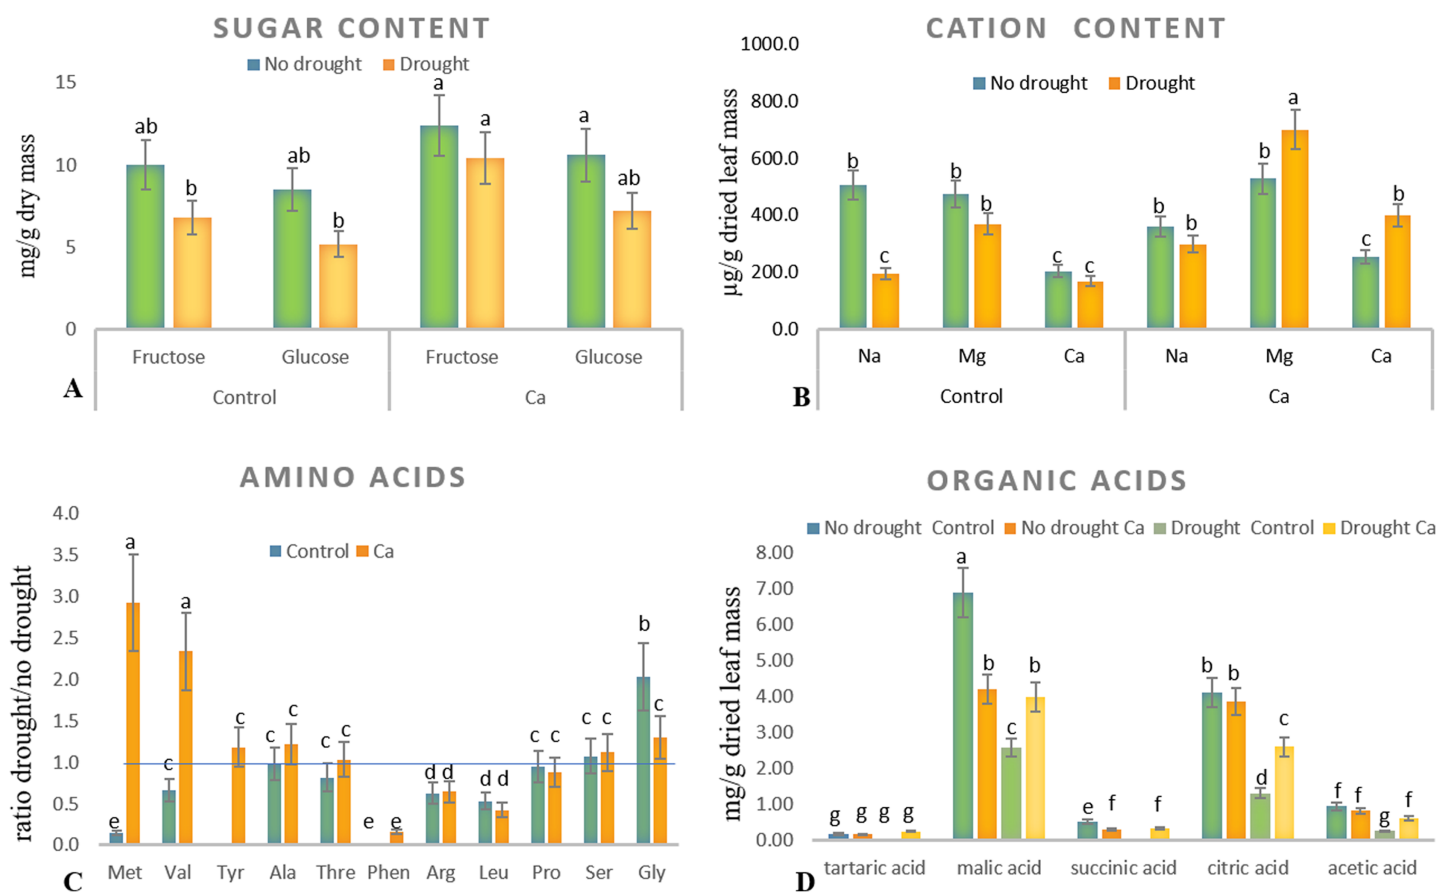 SUGAR CONTENT
No drought Drought
mg/g dry mass
15
10
5
0
ab
b
ab
b
a
a
a
ab
Fructose Glucose Fructose Glucose
Control Ca
A
CATION CONTENT
No drought Drought
µg/g dried leaf mass
1000.0
800.0
600.0
400.0
200.0
0.0
b
c
b
b
c
c
b
b
b
a
c
b
Na Mg Ca Na Mg Ca
Control Ca
B
AMINO ACIDS
Control Ca
ratio drought/no drought
4.0
3.5
3.0
2.5
2.0
1.5
1.0
0.5
0.0
e
a
c
a
c
c
c
c
c
e
e
d
d
d
d
c
c
c
c
b
c
Met Val Tyr Ala Thre Phen Arg Leu Pro Ser Gly
C
ORGANIC ACIDS
No drought Control No drought Ca Drought Control Drought Ca
mg/g dried leaf mass
8.00
7.00
6.00
5.00
4.00
3.00
2.00
1.00
0.00
g
g
g
g
a
b
c
b
e
f
f
b
b
d
c
f
f
g
f
tartaric acid malic acid succinic acid citric acid acetic acid
D